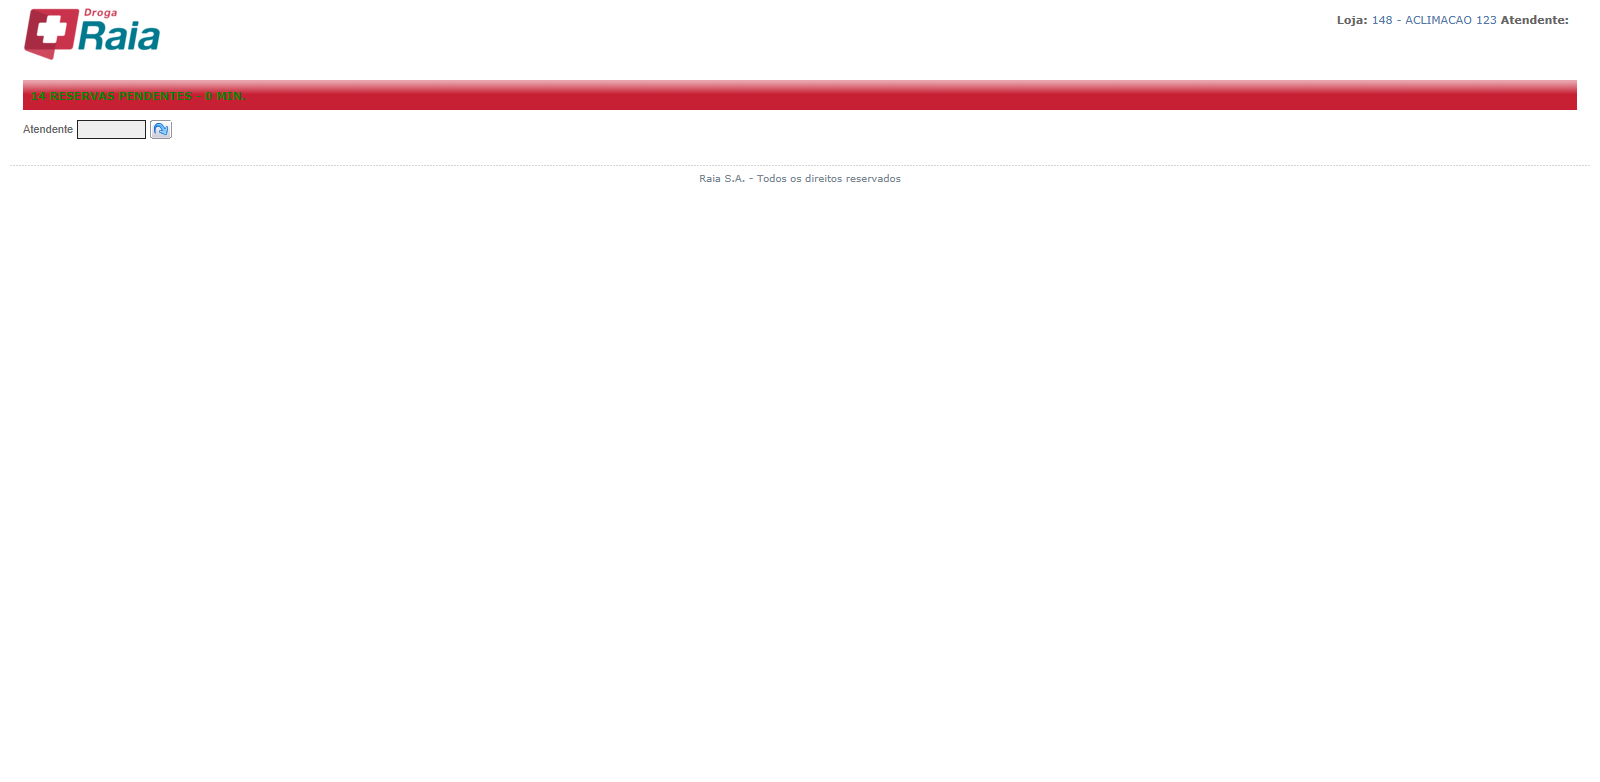 Droga
Raia
Loja: 148 - ACLIMACAO 123 Atendente:
14 RESERVAS PENDENTES - 0 MIN.
Atendente
Raia S.A. - Todos os direitos reservados